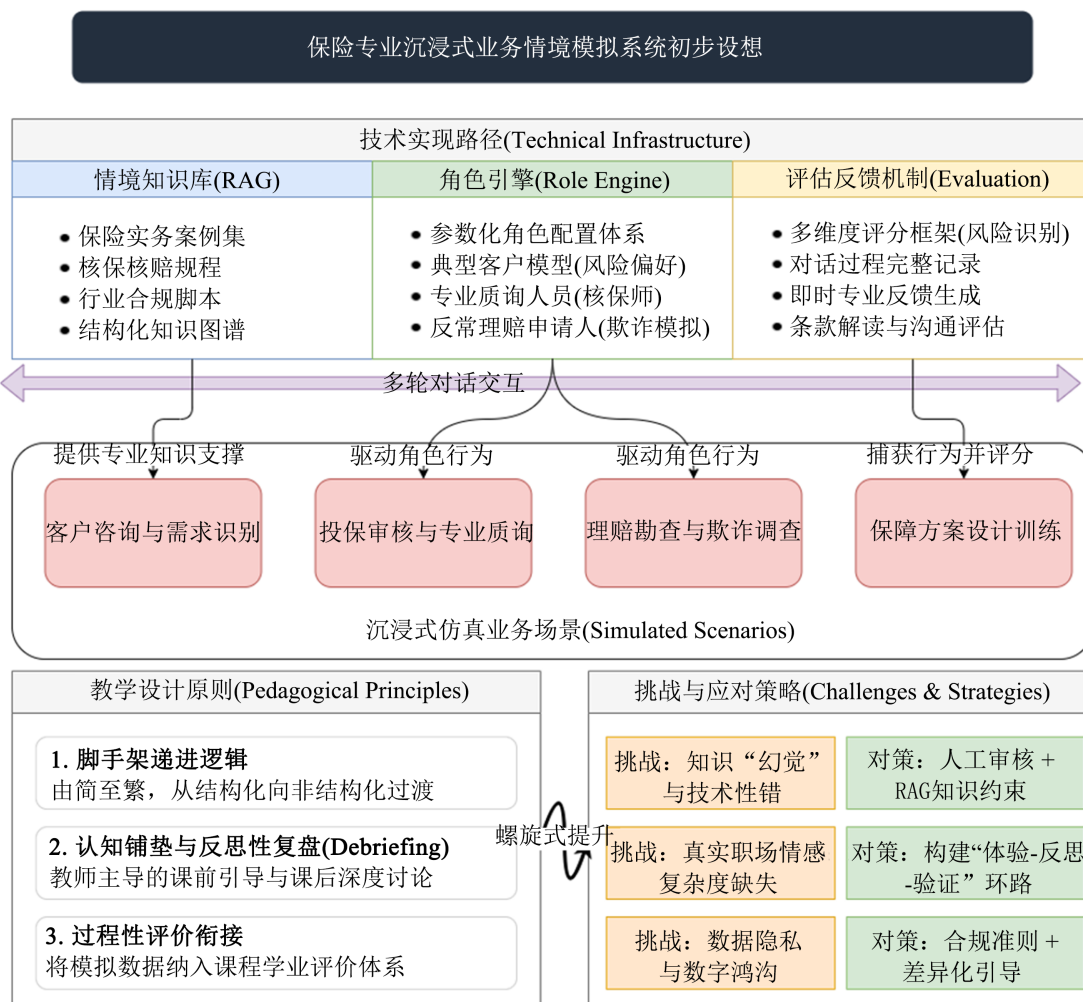 保险专业沉浸式业务情境模拟系统初步设想
技术实现路径(Technical Infrastructure)
情境知识库(RAG)
角色引擎(Role Engine)
评估反馈机制(Evaluation)
● 保险实务案例集
● 核保核赔规程
● 行业合规脚本
● 结构化知识图谱
● 参数化角色配置体系
● 典型客户模型(风险偏好)
● 专业质询人员(核保师)
● 反常理赔申请人(欺诈模拟)
● 多维度评分框架(风险识别)
● 对话过程完整记录
● 即时专业反馈生成
● 条款解读与沟通评估
多轮对话交互
提供专业知识支撑
驱动角色行为
驱动角色行为
捕获行为并评分
客户咨询与需求识别
投保审核与专业质询
理赔勘查与欺诈调查
保障方案设计训练
沉浸式仿真业务场景(Simulated Scenarios)
教学设计原则(Pedagogical Principles)
1. 脚手架递进逻辑
由简至繁，从结构化向非结构化过渡
2. 认知铺垫与反思性复盘(Debriefing)
教师主导的课前引导与课后深度讨论
3. 过程性评价衔接
将模拟数据纳入课程学业评价体系
螺旋式提升
挑战与应对策略(Challenges & Strategies)
挑战：知识“幻觉”
与技术性错
对策：人工审核 +
RAG知识约束
挑战：真实职场情感
复杂度缺失
对策：构建“体验-反思
-验证”环路
挑战：数据隐私
与数字鸿沟
对策：合规准则 +
差异化引导